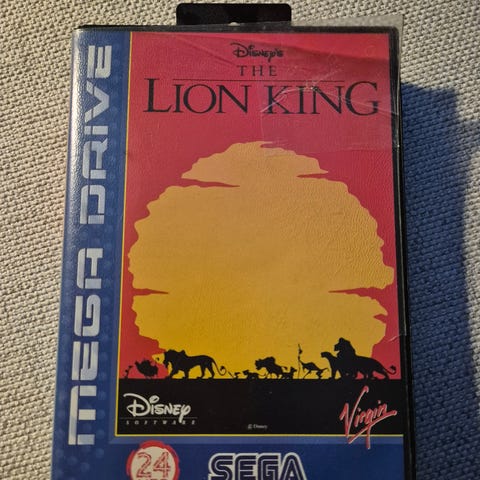 Disney's
THE
LION KING
MEGA DRIVE
Disney
SOFTWARE
© Disney
Virgin
24
SEGA